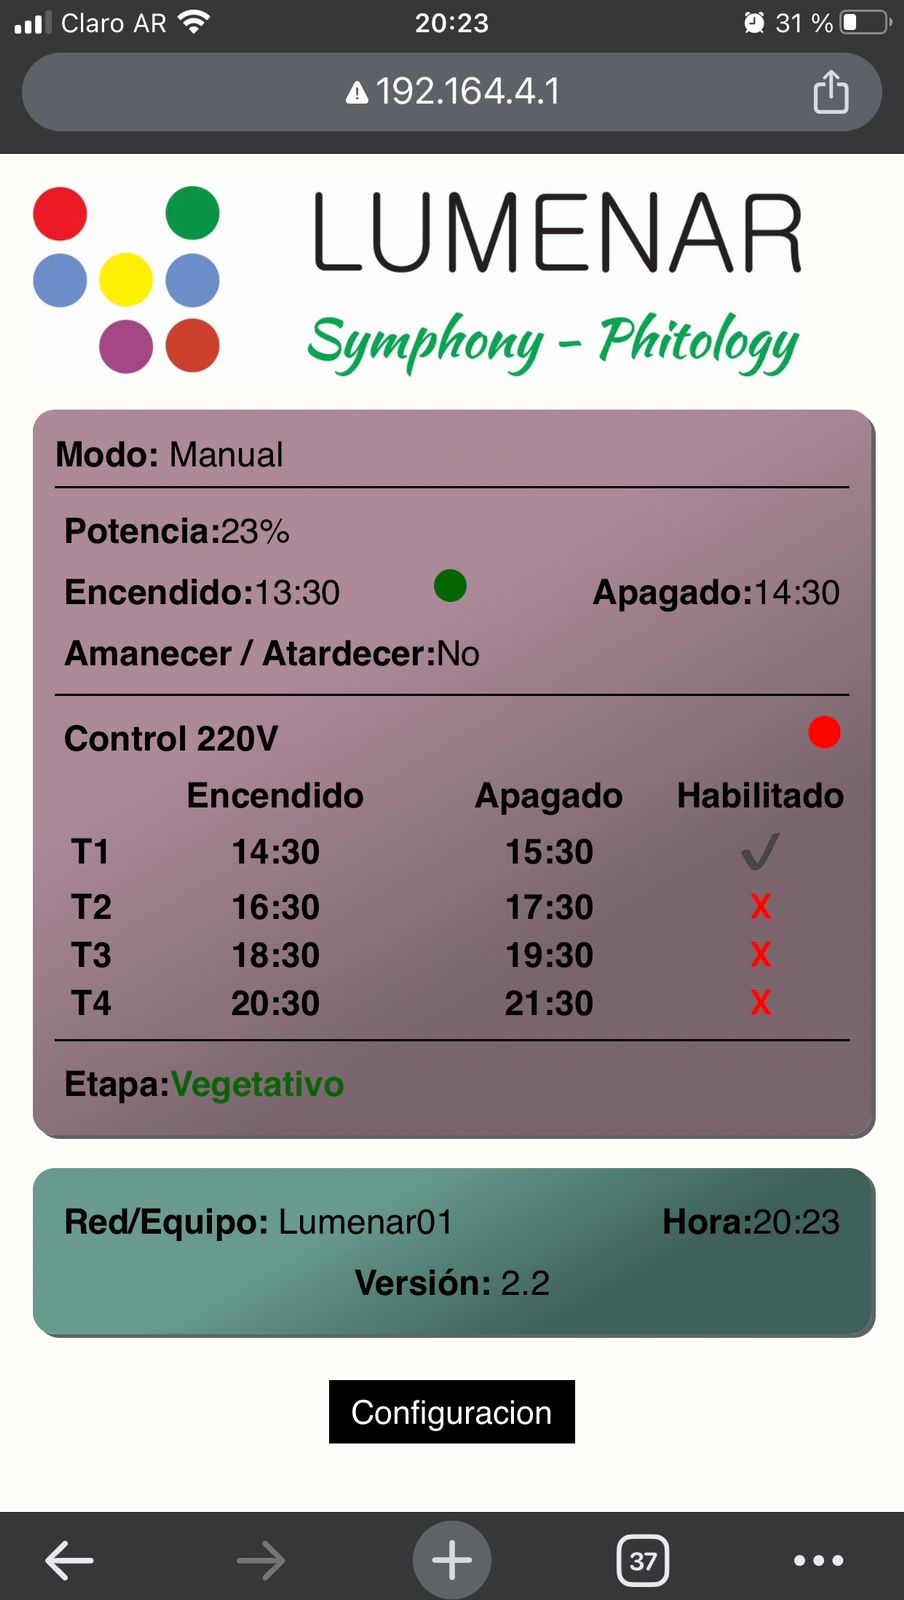 Claro AR 20:23 31 %
192.164.4.1
LUMENAR
Symphony - Phitology
Modo: Manual
Potencia:23%
Encendido:13:30 Apagado:14:30
Amanecer / Atardecer:No
Control 220V
Encendido Apagado Habilitado
T1 14:30 15:30
T2 16:30 17:30 X
T3 18:30 19:30 X
T4 20:30 21:30 X
Etapa:Vegetativo
Red/Equipo: Lumenar01 Hora:20:23
Versión: 2.2
Configuracion
37